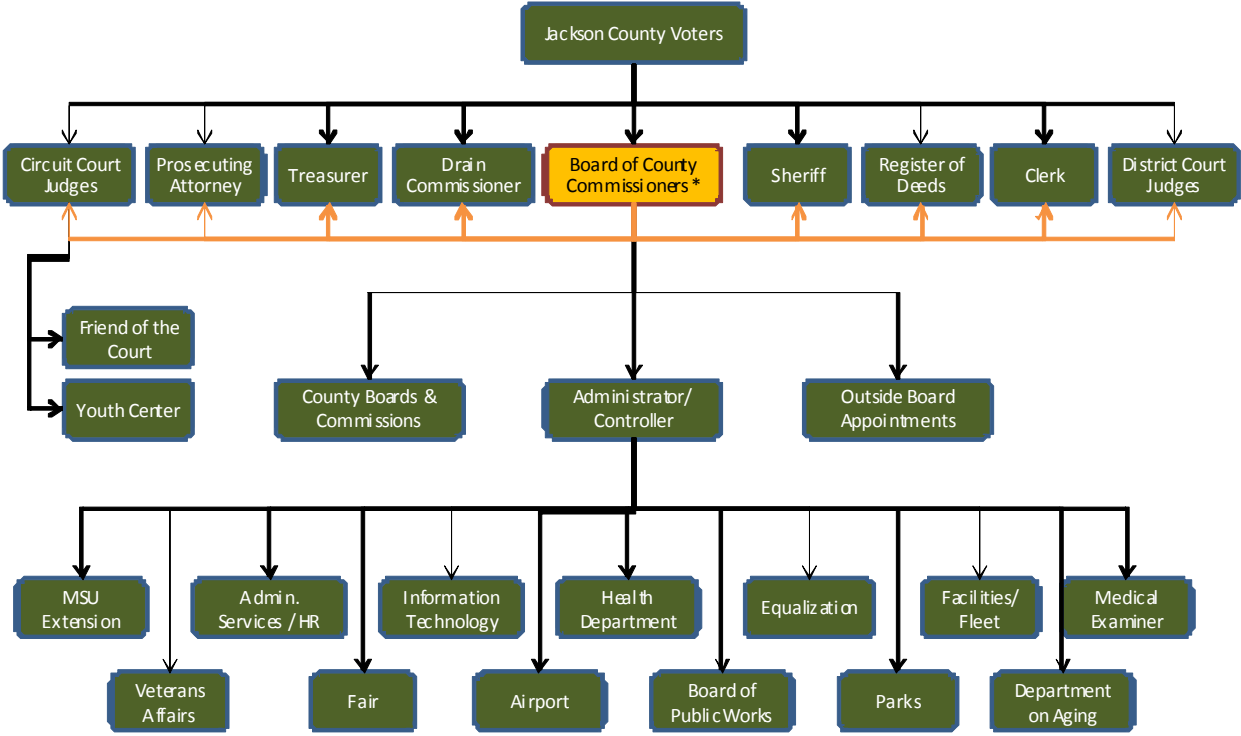 Jackson County Voters
Circuit Court
Judges
Prosecuting
Attorney
Treasurer
Drain
Commissioner
Board of County
Commissioners *
Sheriff
Register of
Deeds
Clerk
District Court
Judges
Friend of the
Court
Youth Center
County Boards &
Commissions
Administrator/
Controller
Outside Board
Appointments
MSU
Extension
Admin.
Services / HR
Information
Technology
Health
Department
Equalization
Facilities/
Fleet
Medical
Examiner
Veterans
Affairs
Fair
Airport
Board of
Public Works
Parks
Department
on Aging